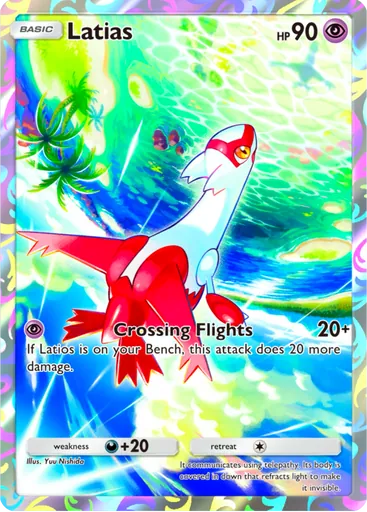 BASIC Latias HP 90
Crossing Flights 20+
If Latios is on your Bench, this attack does 20 more
damage.
weakness +20 retreat
Illus. Yuu Nishida
It communicates using telepathy. Its body is
covered in down that refracts light to make
it invisible.